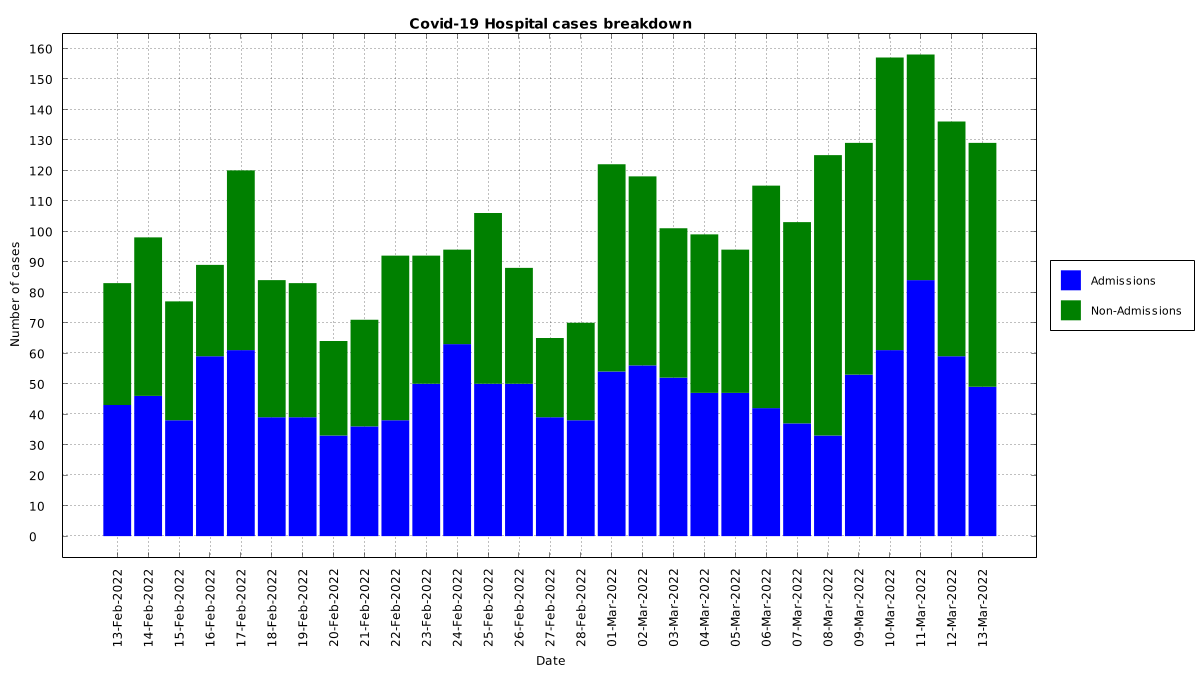 Covid-19 Hospital cases breakdown
160
150
140
130
120
110
100
90
80
70
60
50
40
30
20
10
0
Number of cases
13-Feb-2022
14-Feb-2022
15-Feb-2022
16-Feb-2022
17-Feb-2022
18-Feb-2022
19-Feb-2022
20-Feb-2022
21-Feb-2022
22-Feb-2022
23-Feb-2022
24-Feb-2022
25-Feb-2022
26-Feb-2022
27-Feb-2022
28-Feb-2022
01-Mar-2022
02-Mar-2022
03-Mar-2022
04-Mar-2022
05-Mar-2022
06-Mar-2022
07-Mar-2022
08-Mar-2022
09-Mar-2022
10-Mar-2022
11-Mar-2022
12-Mar-2022
13-Mar-2022
Date
Admissions
Non-Admissions